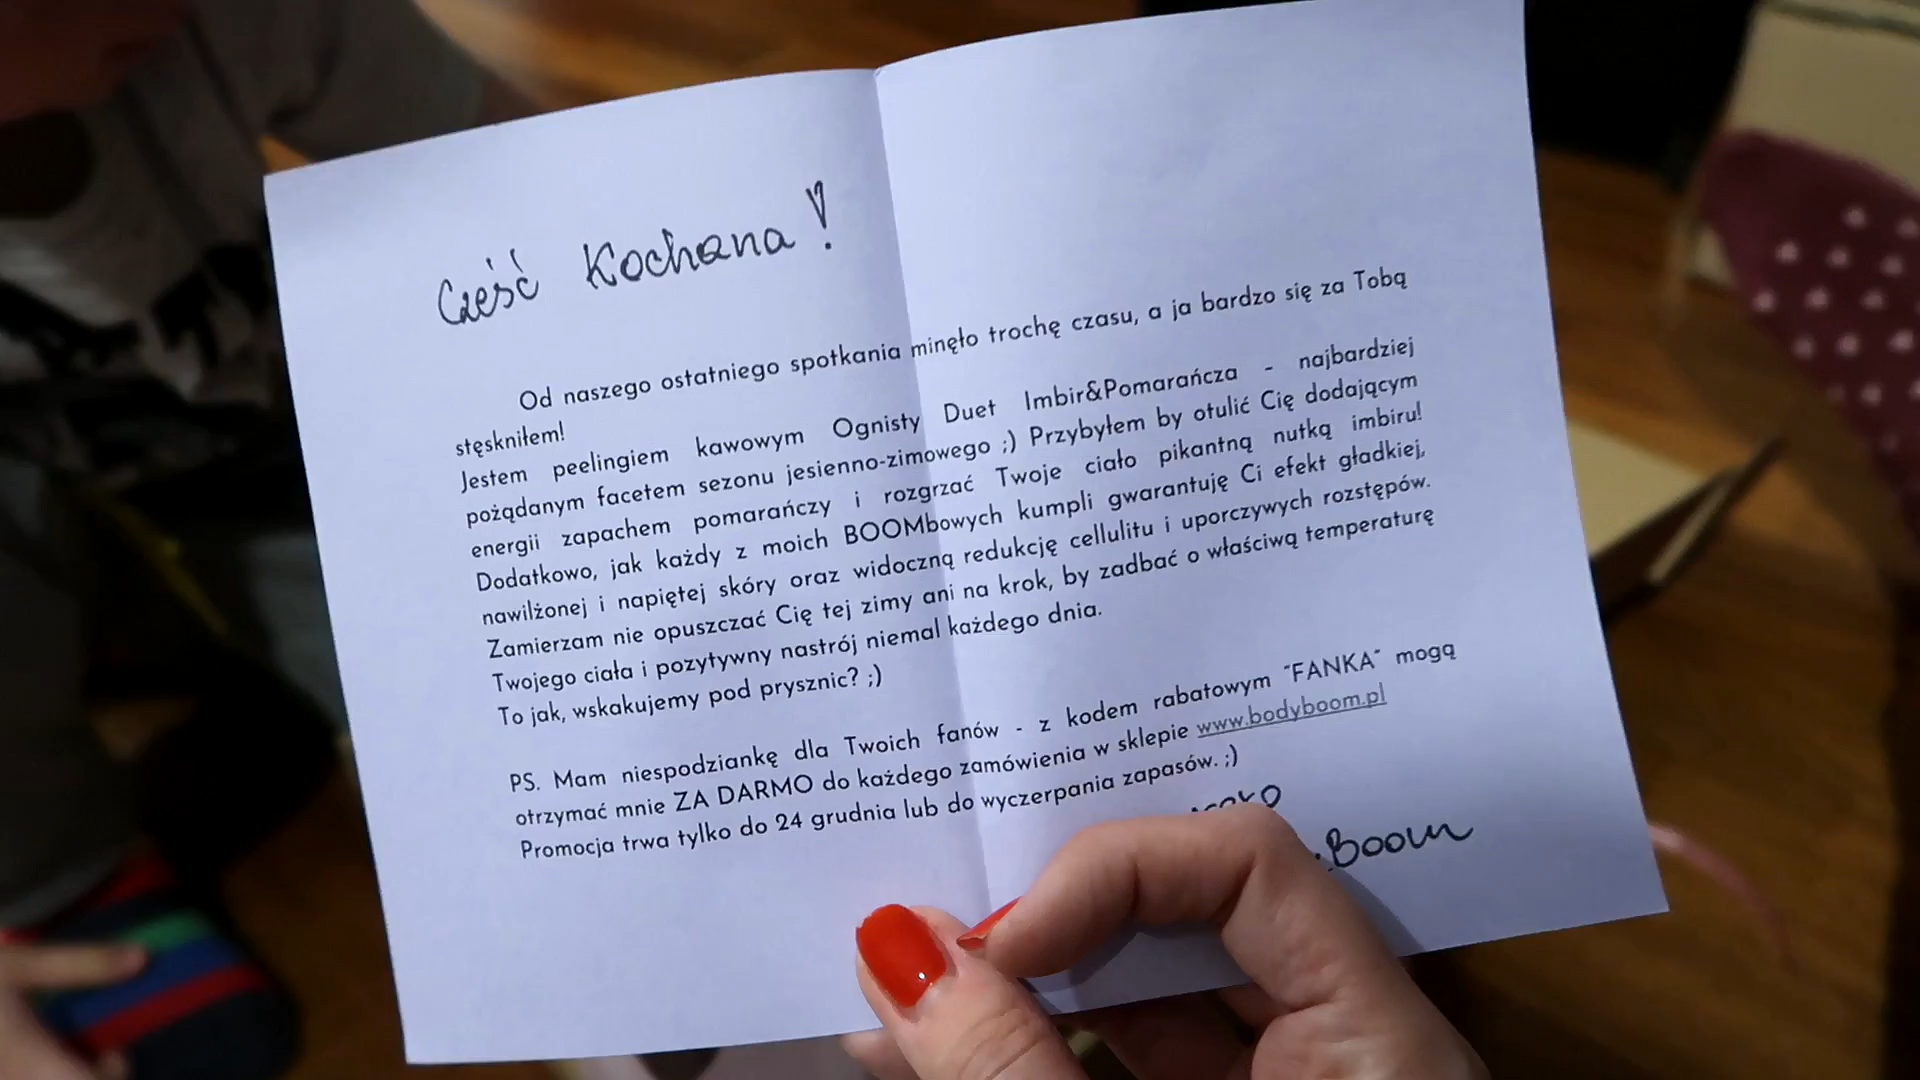 Cześć Kochana!
Od naszego ostatniego spotkania minęło trochę czasu, a ja bardzo się za Tobą
stęskniłem!
Jestem peelingiem kawowym Ognisty Duet Imbir&Pomarańcza - najbardziej
pożądanym facetem sezonu jesienno-zimowego ;) Przybyłem by otulić Cię dodającym
energii zapachem pomarańczy i rozgrzać Twoje ciało pikantną nutką imbiru!
Dodatkowo, jak każdy z moich BOOMbowych kumpli gwarantuję Ci efekt gładkiej,
nawilżonej i napiętej skóry oraz widoczną redukcję cellulitu i uporczywych rozstępów.
Zamierzam nie opuszczać Cię tej zimy ani na krok, by zadbać o właściwą temperaturę
Twojego ciała i pozytywny nastrój niemal każdego dnia.
To jak, wskakujemy pod prysznic? ;)
PS. Mam niespodziankę dla Twoich fanów - z kodem rabatowym "FANKA" mogą
otrzymać mnie ZA DARMO do każdego zamówienia w sklepie www.bodyboom.pl
Promocja trwa tylko do 24 grudnia lub do wyczerpania zapasów. ;)
Boom